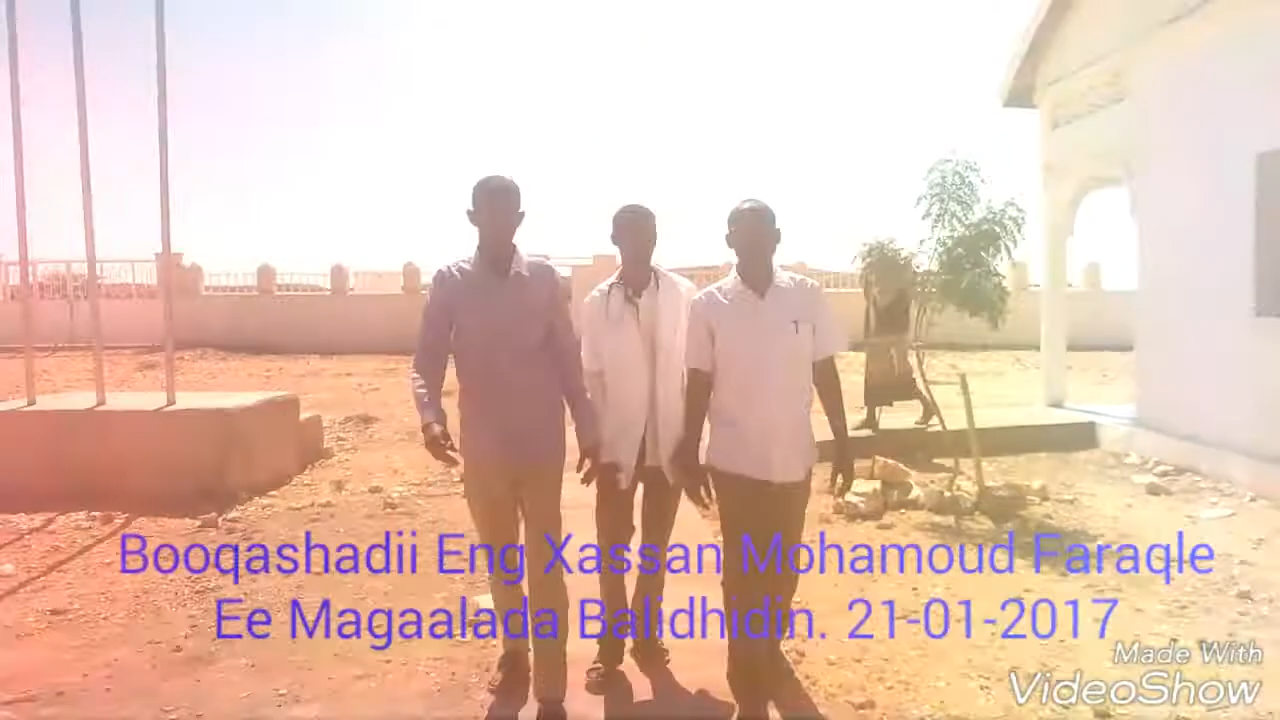 Booqashadii Eng Xassan Mohamoud Faraqle
Ee Magaalada Balidhidin. 21-01-2017
Made With
VideoShow